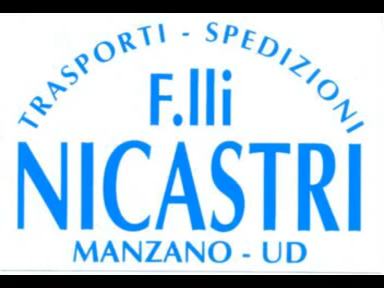 TRASPORTI - SPEDIZIONI
F.lli
NICASTRI
MANZANO - UD